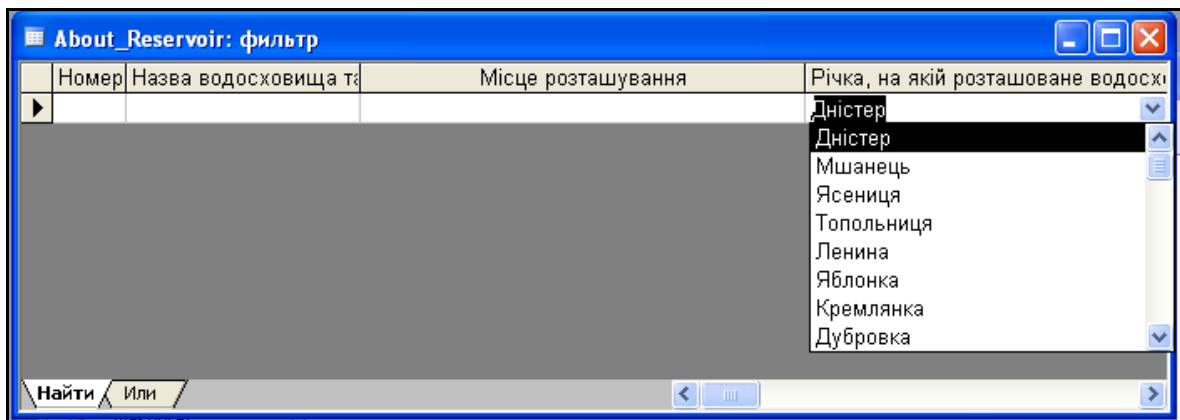 About_Reservoir: фильтр
Номер Назва водосховища та Місце розташування Річка, на якій розташоване водосх
Дністер
Дністер
Мшанець
Ясениця
Топольниця
Ленина
Яблонка
Кремлянка
Дубровка
Найти Или